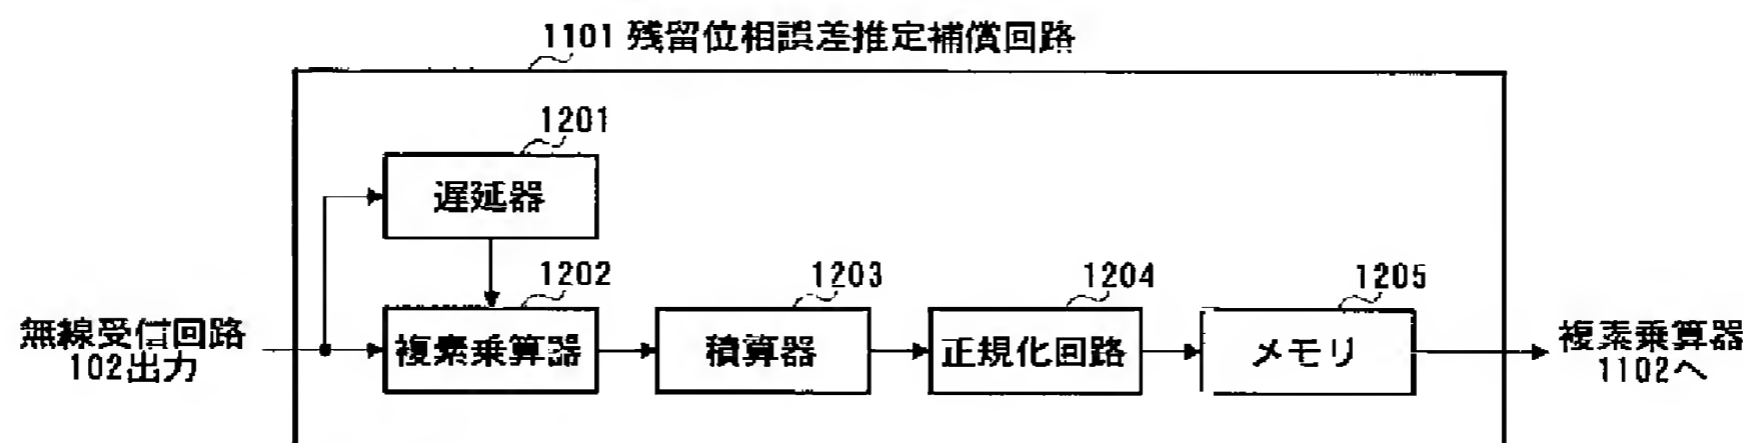 1101 残留位相誤差推定補償回路
1201
遅延器
1202
1203
1204
1205
無線受信回路
102出力
複素乗算器
積算器
正規化回路
メモリ
複素乗算器
1102へ